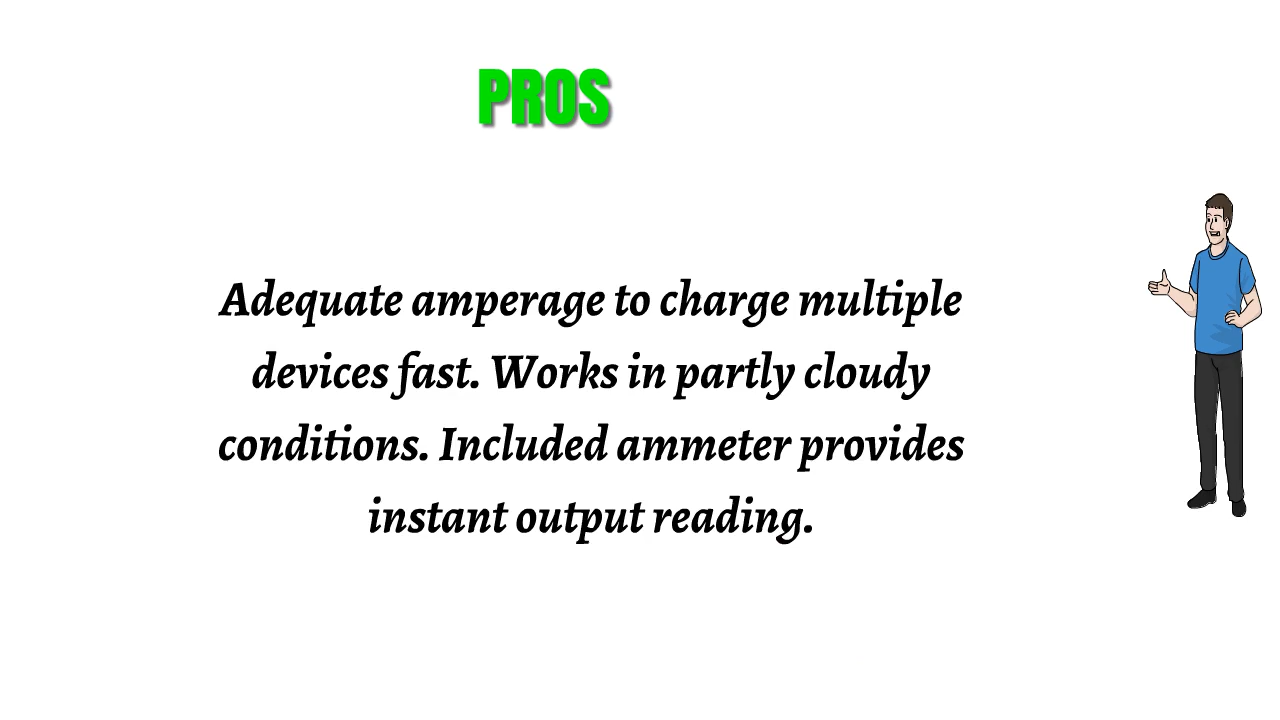 PROS
Adequate amperage to charge multiple
devices fast. Works in partly cloudy
conditions. Included ammeter provides
instant output reading.